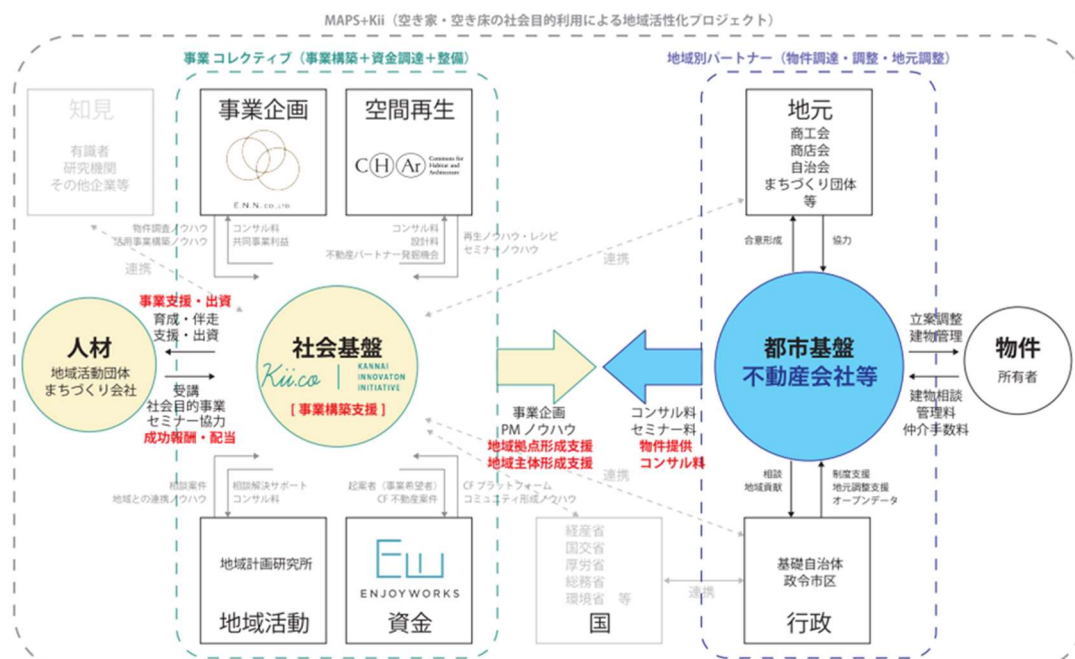 MAPS+Kii（空き家・空き床の社会目的利用による地域活性化プロジェクト）
事業コレクティブ（事業構築＋資金調達＋整備）
地域別パートナー（物件調達・調整・地元調整）
知見
有識者
研究機関
その他企業等
事業企画
E.N.N. CO.,LTD
空間再生
CHAr
Commons for
Habitat and
Architecture
地元
商工会
商店会
自治会
まちづくり団体
等
物件調査ノウハウ
活用事業構築ノウハウ
コンサル料
共同事業利益
コンサル料
設計料
不動産パートナー発掘機会
再生ノウハウ・レシピ
セミナーノウハウ
合意形成
協力
連携
連携
人材
地域活動団体
まちづくり会社
事業支援・出資
育成・伴走
支援・出資
受講
社会目的事業
セミナー協力
成功報酬・配当
社会基盤
Kii.co
KANNAI
INNOVATON
INITIATIVE
[ 事業構築支援 ]
事業企画
PM ノウハウ
地域拠点形成支援
地域主体形成支援
コンサル料
セミナー料
物件提供
コンサル料
都市基盤
不動産会社等
立案調整
建物管理
建物相談
管理料
仲介手数料
物件
所有者
相談案件
地域との連携ノウハウ
相談解決サポート
コンサル料
起案者（事業希望者）
CF 不動産案件
CF プラットフォーム
コミュニティ形成ノウハウ
連携
相談
地域貢献
制度支援
地元調整支援
オープンデータ
地域計画研究所
地域活動
EW
ENJOYWORKS
資金
経産省
国交省
厚労省
総務省
環境省　等
国
連携
基礎自治体
政令市区
行政